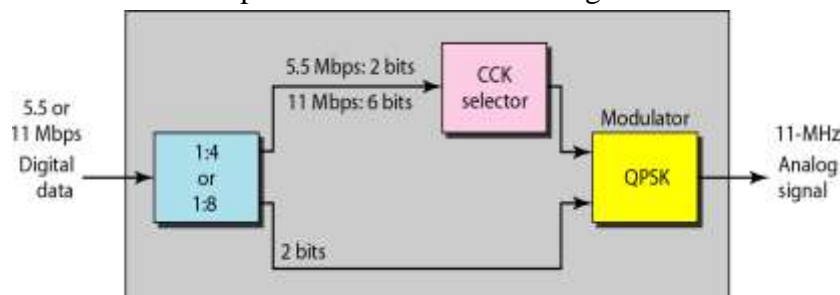 5.5 or
11 Mbps
Digital
data
1:4
or
1:8
5.5 Mbps: 2 bits
11 Mbps: 6 bits
2 bits
CCK
selector
Modulator
QPSK
11-MHz
Analog
signal